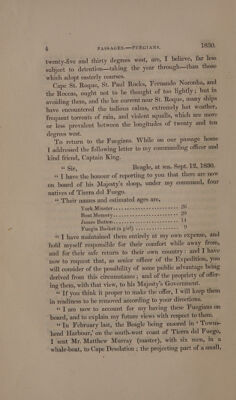 4 PASSAGES.—FUEGIANS. 1830.
twenty-five and thirty degrees west, are, I believe, far less
subject to detention—taking the year through—than those
which adopt easterly courses.
Cape St. Roque, St. Paul Rocks, Fernando Noronha, and
the Roccas, ought not to be thought of too lightly; but in
avoiding them, and the lee current near St. Roque, many ships
have encountered the tedious calms, extremely hot weather,
frequent torrents of rain, and violent squalls, which are more
or less prevalent between the longitudes of twenty and ten
degrees west.
To return to the Fuegians. While on our passage home
I addressed the following letter to my commanding officer and
kind friend, Captain King.
"Sir, Beagle, at sea, Sept. 12, 1830.
"I have the honour of reporting to you that there are now
on board of his Majesty's sloop, under my command, four
natives of Tierra del Fuego.
"Their names and estimated ages are,
York Minster 26
Boat Memory 20
James Button 14
Fuegia Basket (a girl) 9
"I have maintained them entirely at my own expense, and
hold myself responsible for their comfort while away from,
and for their safe return to their own country: and I have
now to request that, as senior officer of the Expedition, you
will consider of the possibility of some public advantage being
derived from this circumstance; and of the propriety of offer-
ing them, with that view, to his Majesty's Government.
"If you think it proper to make the offer, I will keep them
in readiness to be removed according to your directions.
"I am now to account for my having these Fuegians on
board, and to explain my future views with respect to them.
"In February last, the Beagle being moored in 'Towns-
hend Harbour,' on the south-west coast of Tierra del Fuego,
I sent Mr. Matthew Murray (master), with six men, in a
whale-boat, to Cape Desolation; the projecting part of a small,